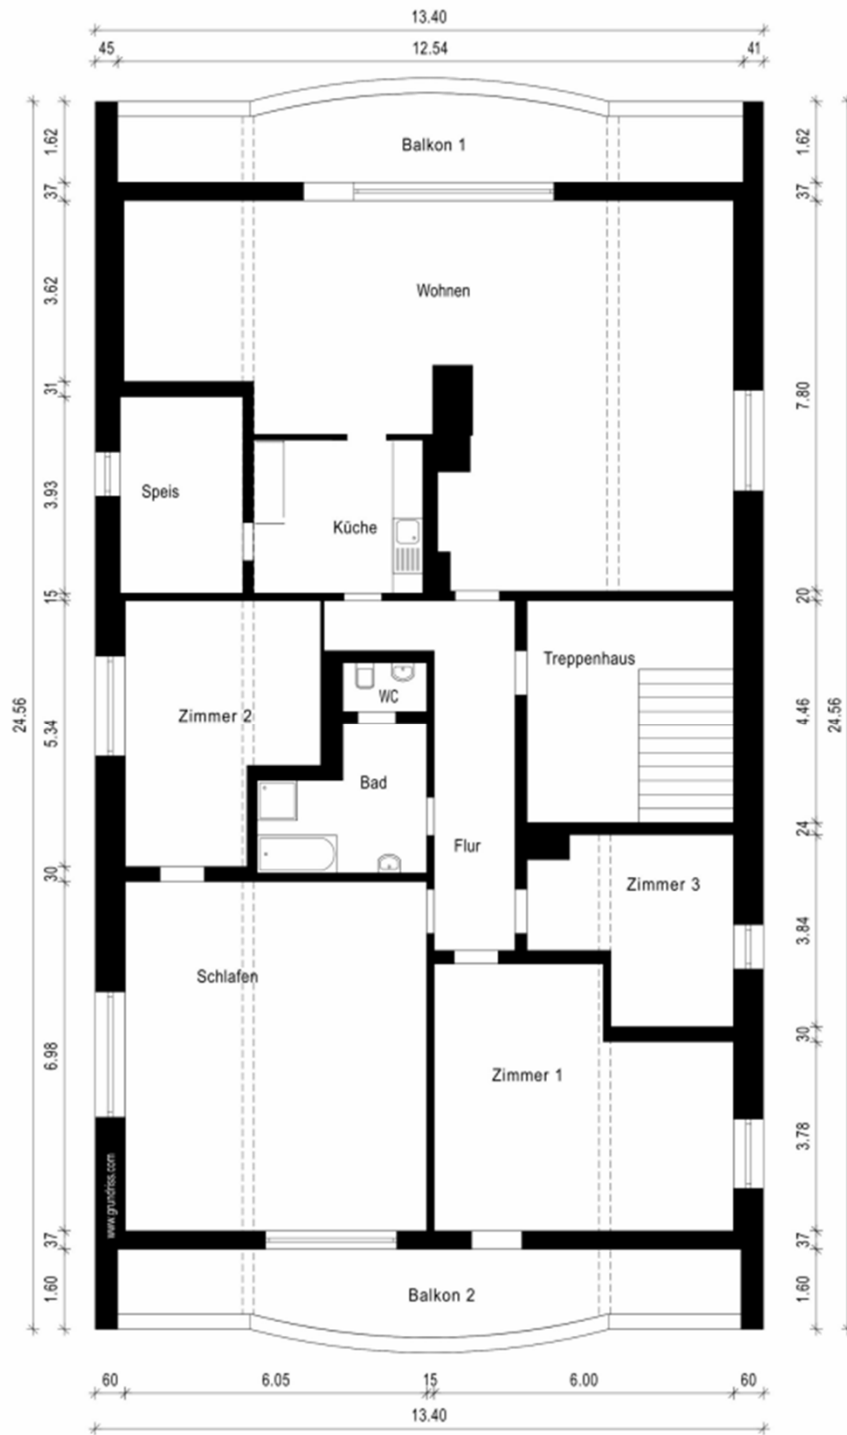 13.40
45 12.54 41
Balkon 1
1.62 1.62
37 37
Wohnen
3.62
31
7.80
Speis
3.93
Küche
15 20
Treppenhaus
WC
Zimmer 2
24.56 5.34 4.46 24.56
Bad
24
Flur
30
Zimmer 3
3.84
Schlafen
30
6.98
Zimmer 1
3.78
www.grundriss.com
37 37
1.60 1.60
Balkon 2
60 6.05 15 6.00 60
13.40